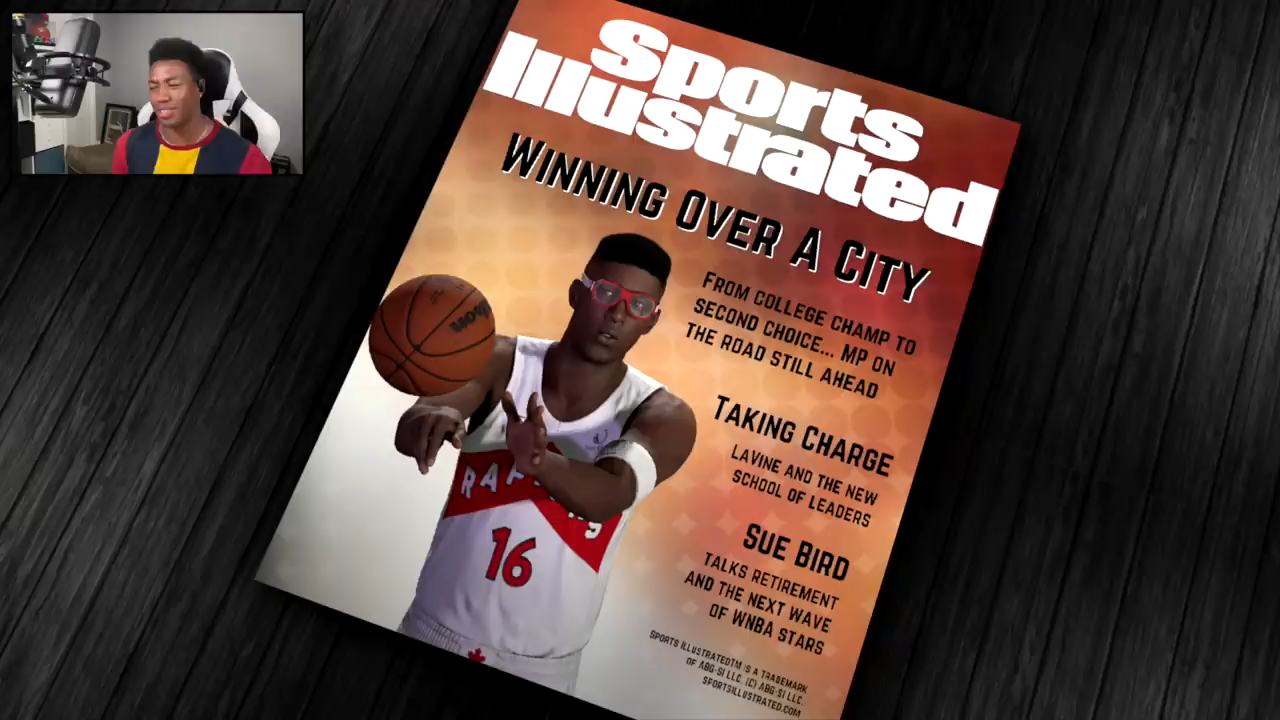 Sports
Illustrated
WINNING OVER A CITY
FROM COLLEGE CHAMP TO
SECOND CHOICE... MP ON
THE ROAD STILL AHEAD
TAKING CHARGE
LAVINE AND THE NEW
SCHOOL OF LEADERS
SUE BIRD
TALKS RETIREMENT
AND THE NEXT WAVE
OF WNBA STARS
SPORTS ILLUSTRATEDTM IS A TRADEMARK
OF ABG-SI LLC. (C) ABG-SI LLC.
SPORTSILLUSTRATED.COM
16